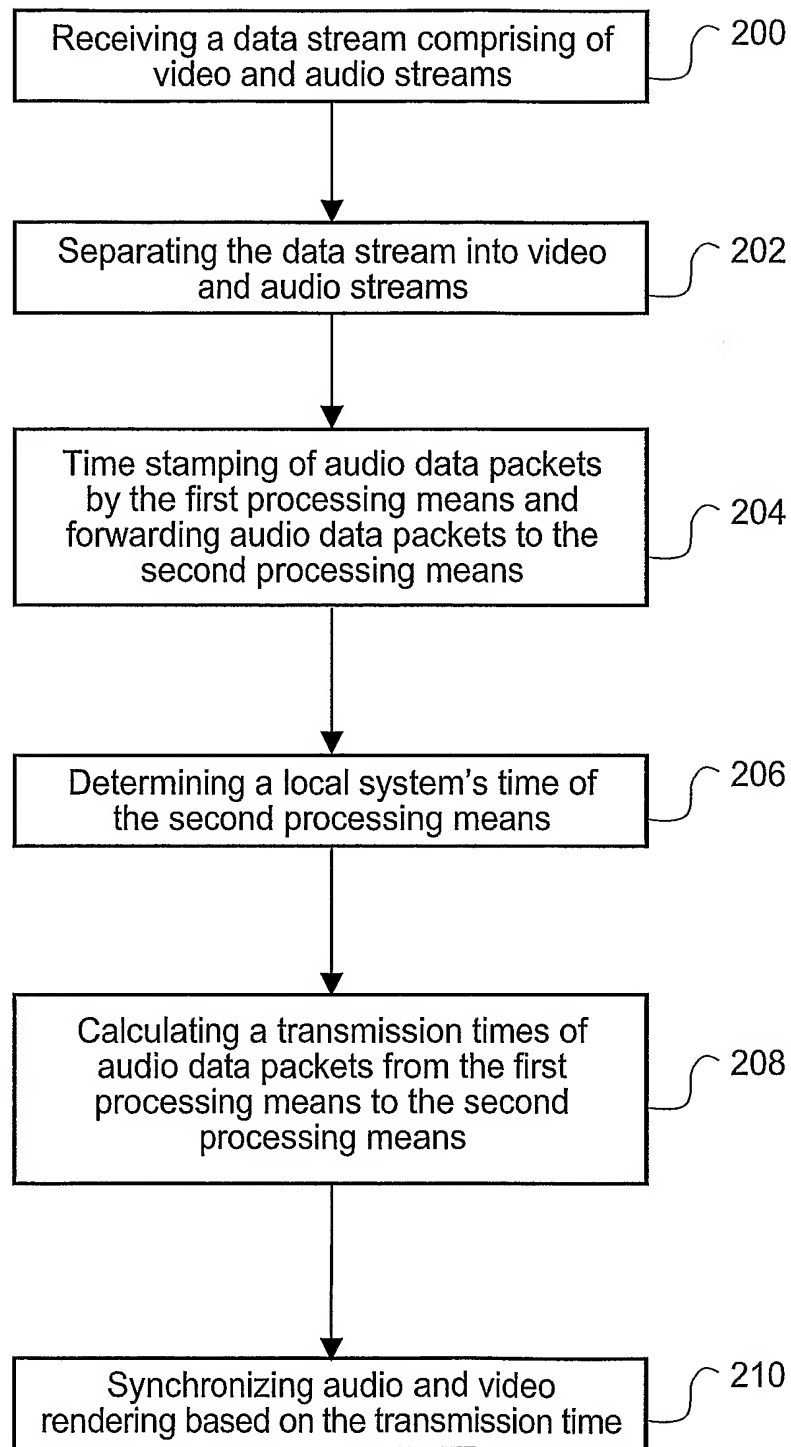 Receiving a data stream comprising of
video and audio streams
200
Separating the data stream into video
and audio streams
202
Time stamping of audio data packets
by the first processing means and
forwarding audio data packets to the
second processing means
204
Determining a local system's time of
the second processing means
206
Calculating a transmission times of
audio data packets from the first
processing means to the second
processing means
208
Synchronizing audio and video
rendering based on the transmission time
210